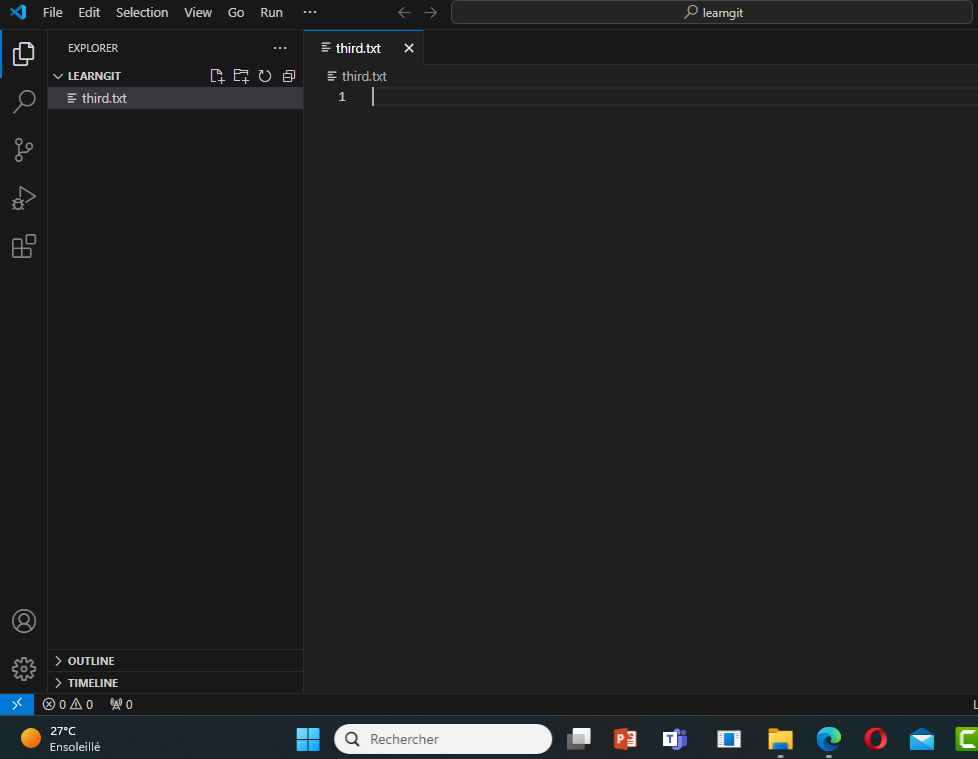 File Edit Selection View Go Run ··· learngit
EXPLORER ···
third.txt
LEARNGIT
third.txt
third.txt
1
OUTLINE
TIMELINE
0 0 0
27°C
Ensoleillé
Rechercher